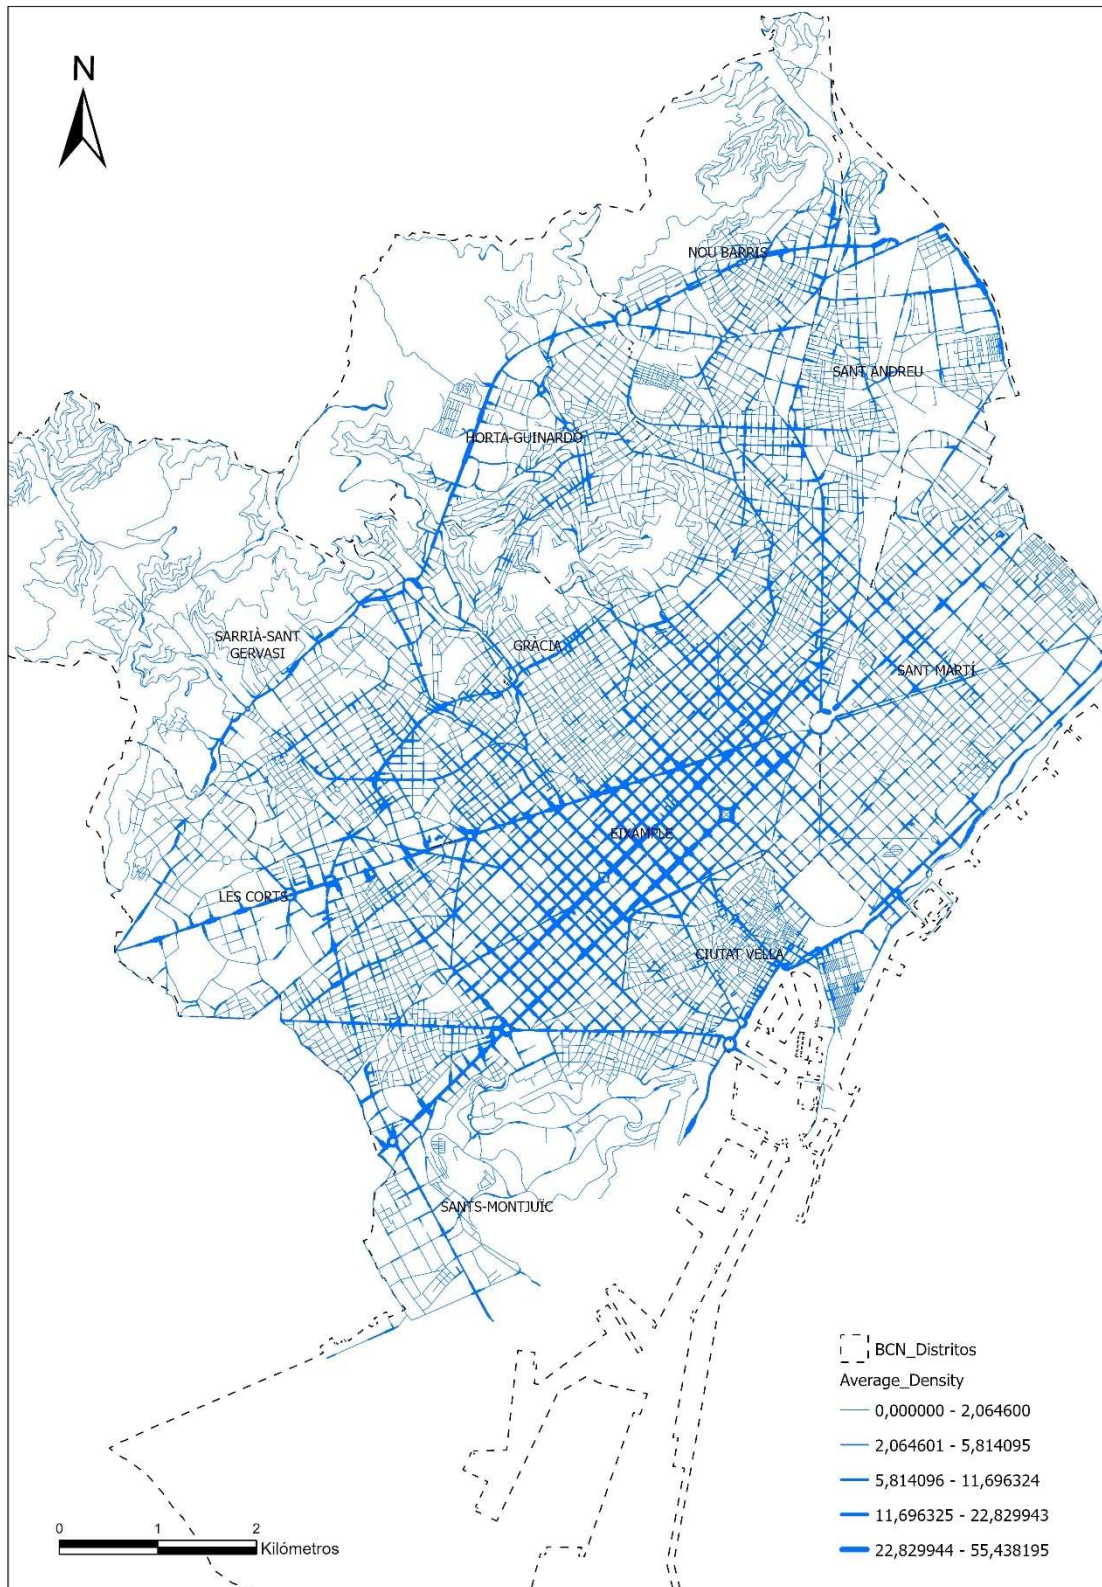 N
NOU BARRIS
SANT ANDREU
HORTA-GUINARDÓ
SARRIÀ-SANT
GERVASI
GRÀCIA
SANT MARTÍ
EIXAMPLE
LES CORTS
CIUTAT VELLA
SANTS-MONTJUÏC
BCN_Distritos
Average_Density
0,000000 - 2,064600
2,064601 - 5,814095
5,814096 - 11,696324
11,696325 - 22,829943
22,829944 - 55,438195
0 1 2
Kilómetros